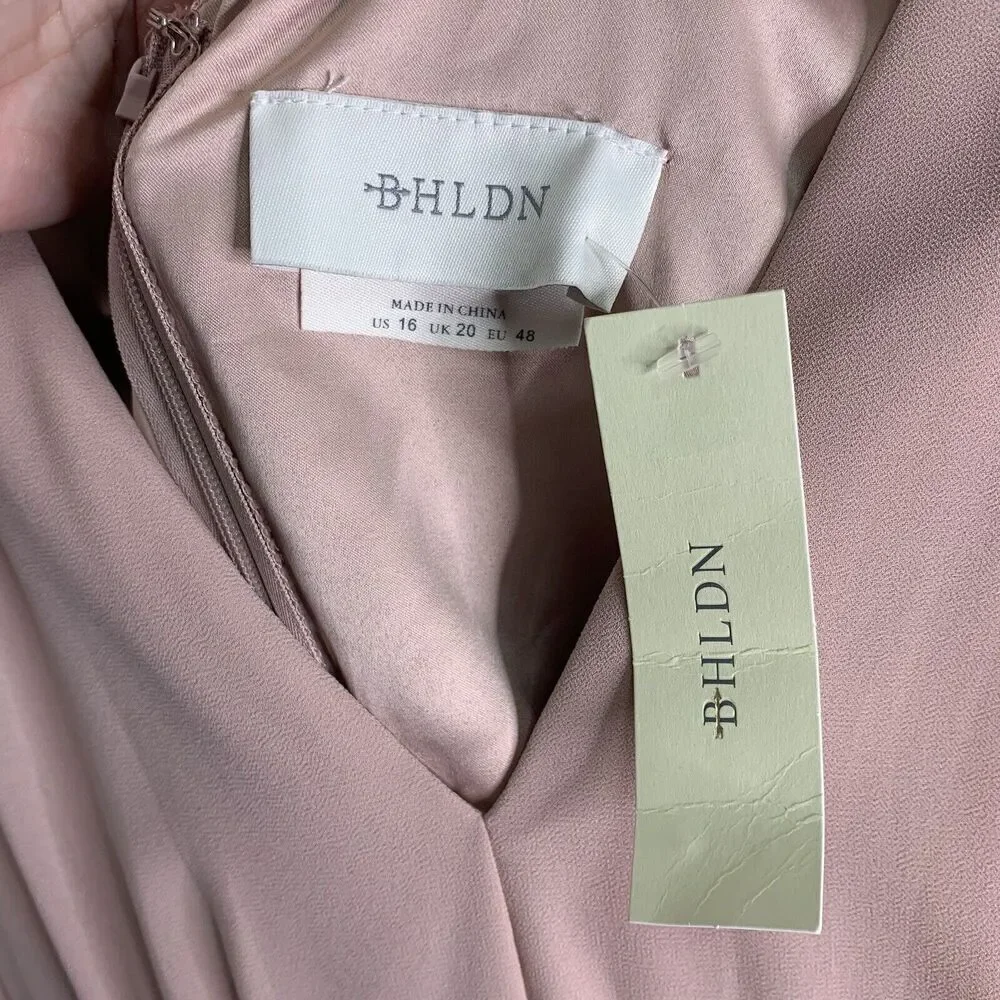 BHLDN
MADE IN CHINA
US 16 UK 20 EU 48
BHLDN